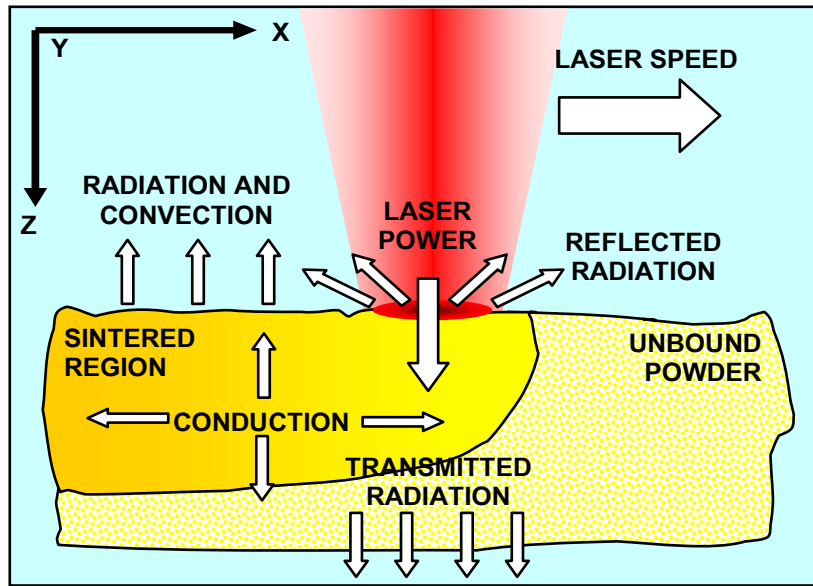 X
Y
Z
LASER SPEED
RADIATION AND
CONVECTION
LASER
POWER
REFLECTED
RADIATION
SINTERED
REGION
UNBOUND
POWDER
CONDUCTION
TRANSMITTED
RADIATION